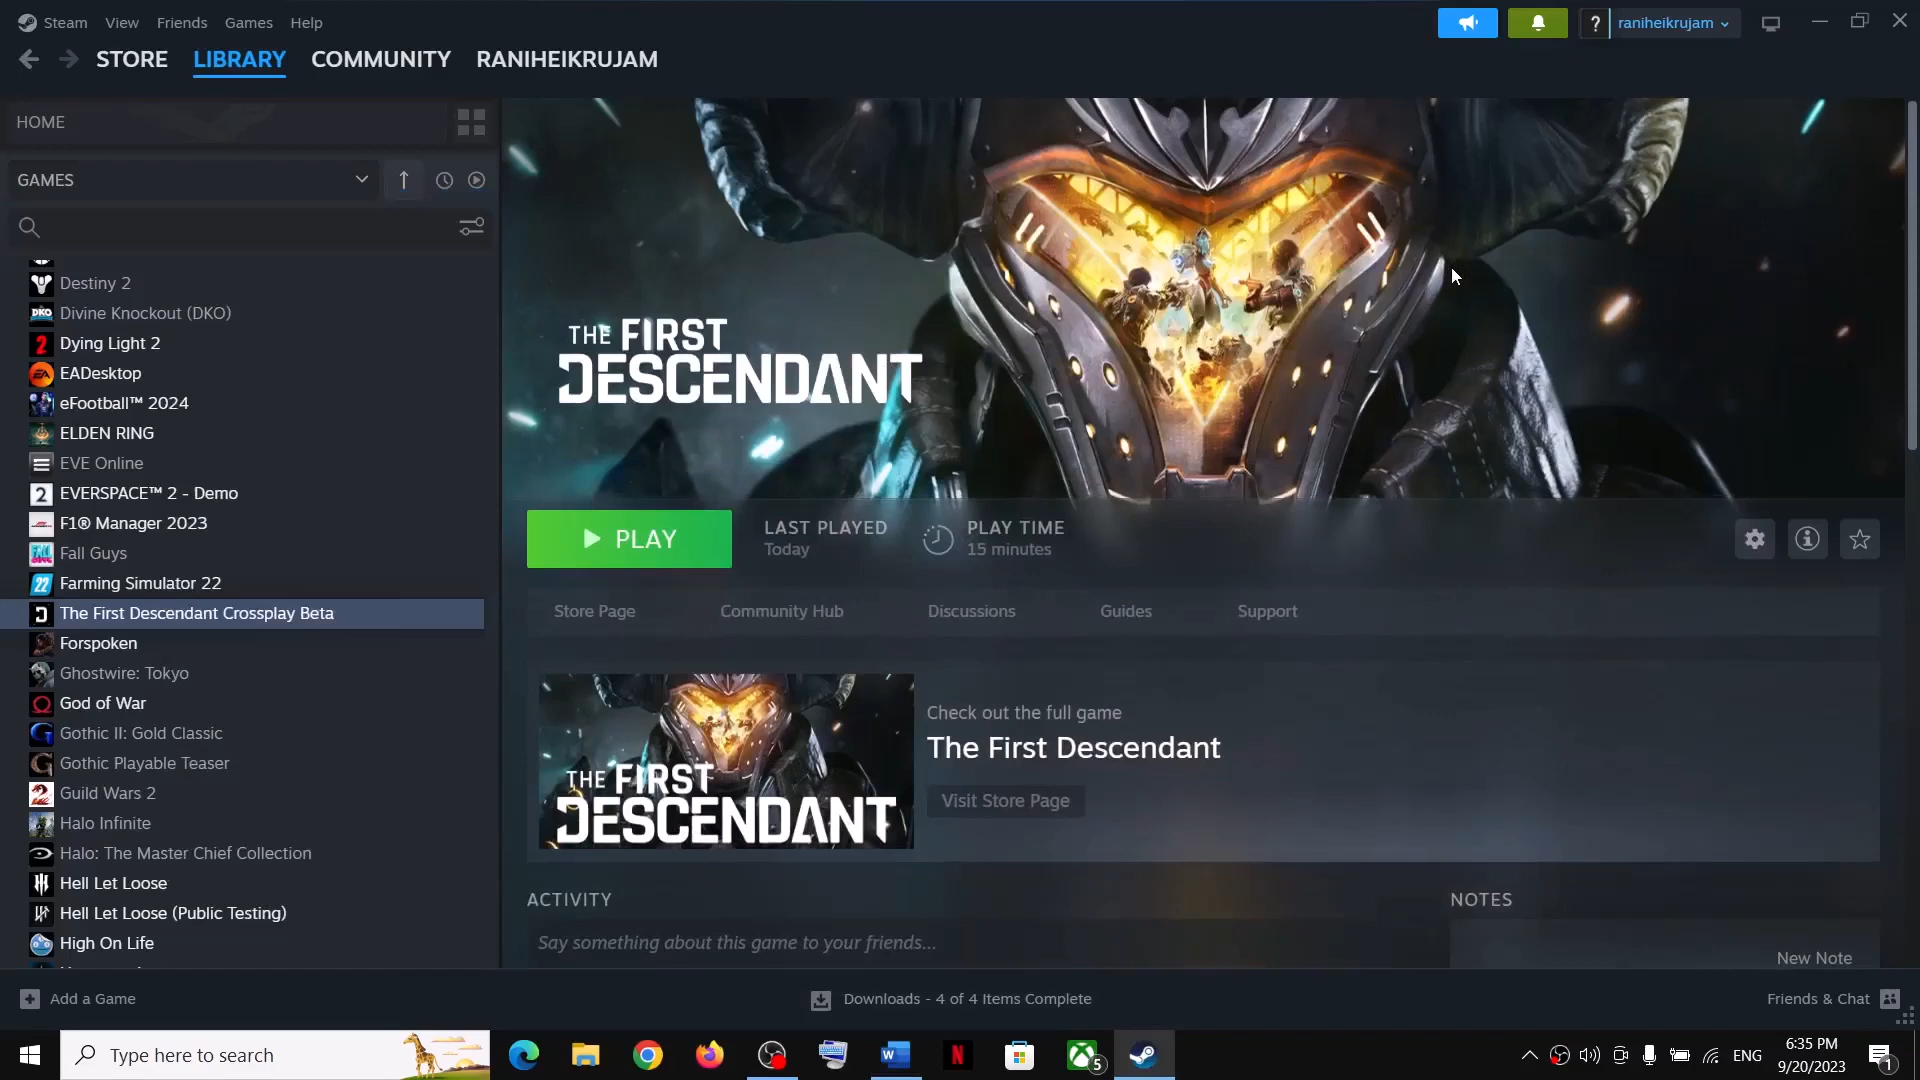 Steam View Friends Games Help
? raniheikrujam
STORE LIBRARY COMMUNITY RANIHEIKRUJAM
HOME
GAMES
Destiny 2
Divine Knockout (DKO)
Dying Light 2
EADesktop
eFootball™ 2024
ELDEN RING
EVE Online
EVERSPACE™ 2 - Demo
F1® Manager 2023
Fall Guys
Farming Simulator 22
The First Descendant Crossplay Beta
Forspoken
Ghostwire: Tokyo
God of War
Gothic II: Gold Classic
Gothic Playable Teaser
Guild Wars 2
Halo Infinite
Halo: The Master Chief Collection
Hell Let Loose
Hell Let Loose (Public Testing)
High On Life
THE FIRST
DESCENDANT
PLAY
LAST PLAYED
Today
PLAY TIME
15 minutes
Store Page Community Hub Discussions Guides Support
THE FIRST
DESCENDANT
Check out the full game
The First Descendant
Visit Store Page
ACTIVITY
Say something about this game to your friends...
NOTES
New Note
Add a Game
Downloads - 4 of 4 Items Complete
Friends & Chat
Type here to search
5
ENG
6:35 PM
9/20/2023
1